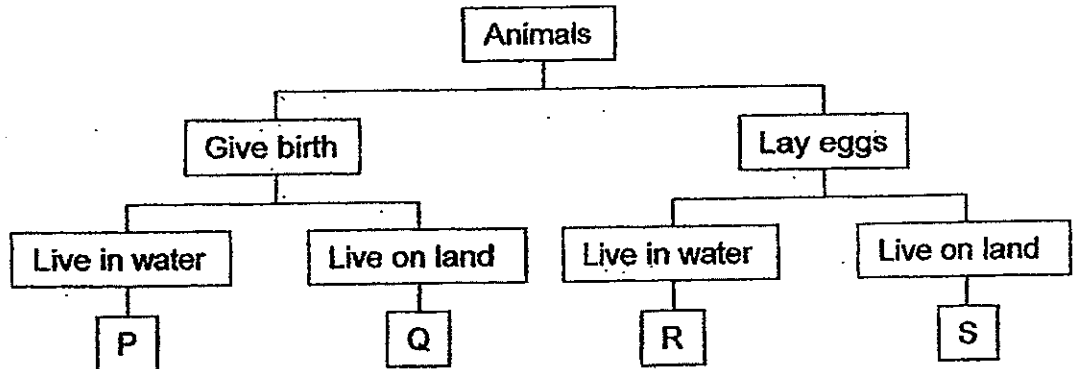 Animals
Give birth
Lay eggs
Live in water
Live on land
Live in water
Live on land
P
Q
R
S